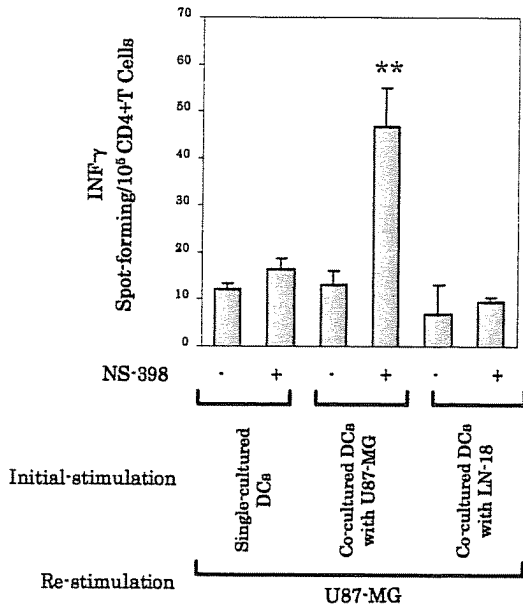 INF-γ
Spot-forming/10⁵ CD4+T Cells
70
60
50
40
30
20
10
0
**
NS-398
- + - + - +
Initial-stimulation
Single-cultured
DCs
Co-cultured DCs
with U87-MG
Co-cultured DCs
with LN-18
Re-stimulation
U87-MG